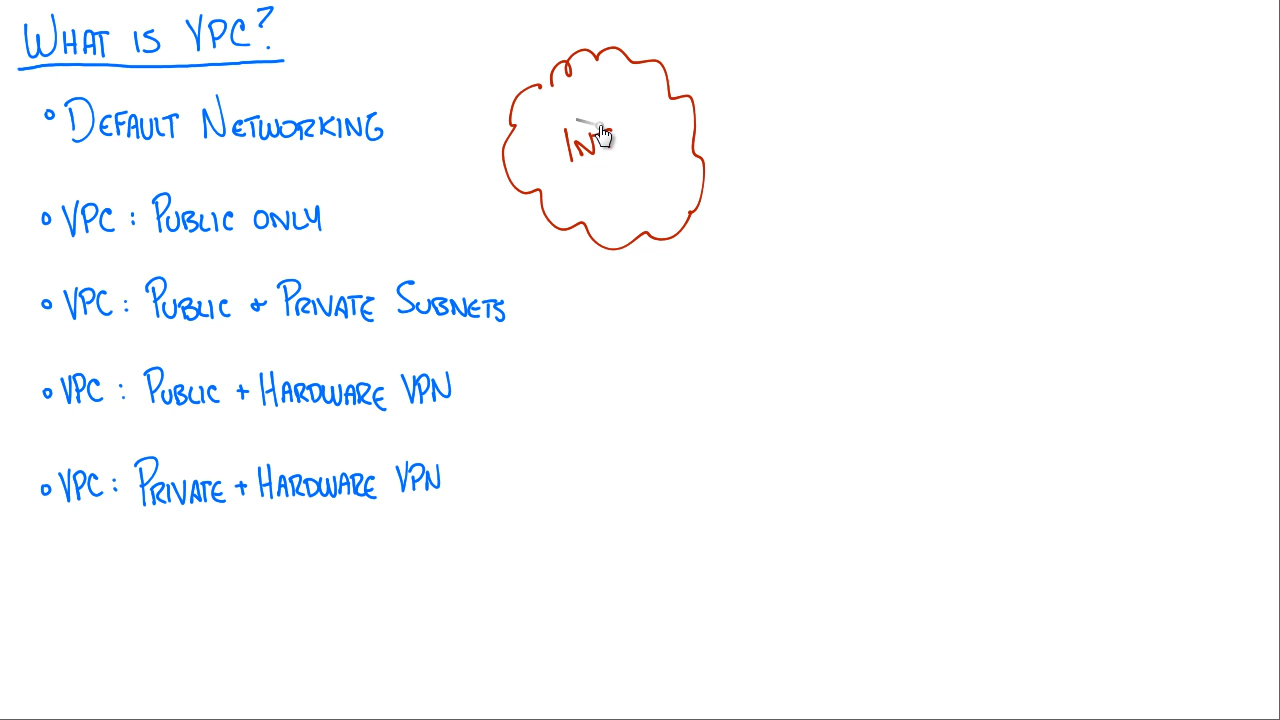 WHAT IS VPC?
° DEFAULT NETWORKING
° VPC: PUBLIC ONLY
° VPC: PUBLIC & PRIVATE SUBNETS
° VPC: PUBLIC + HARDWARE VPN
° VPC: PRIVATE + HARDWARE VPN